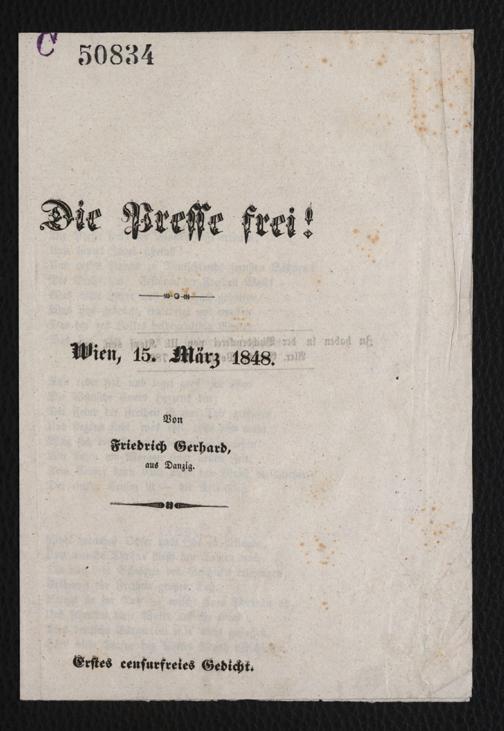 C 50834
Die Presse frei!
Wien, 15. März 1848.
Von
Friedrich Gerhard,
aus Danzig.
Erstes censurfreies Gedicht.